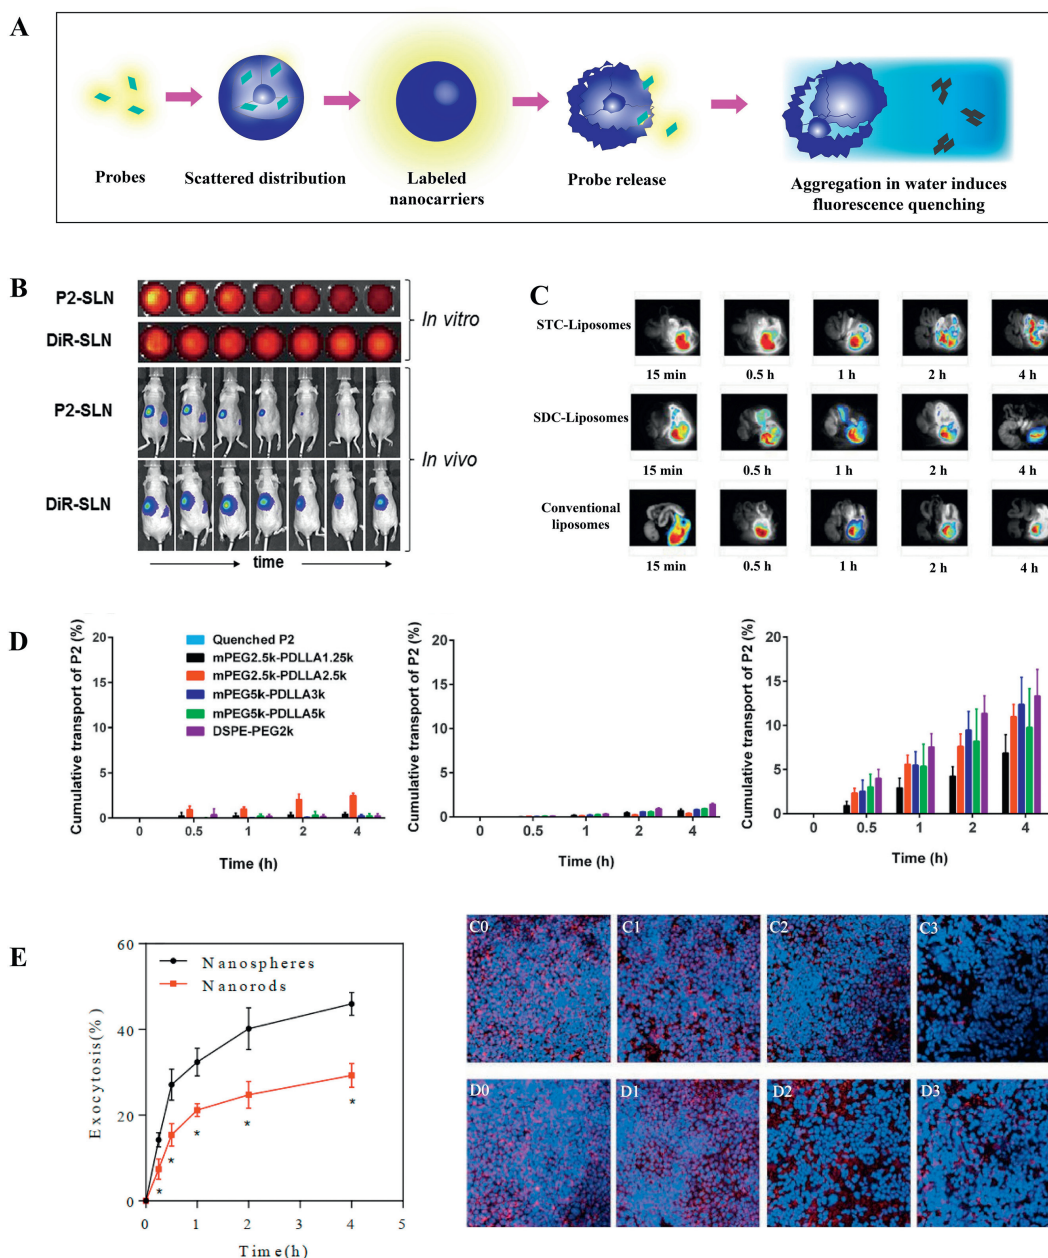 A
Probes
Scattered distribution
Labeled
nanocarriers
Probe release
Aggregation in water induces
fluorescence quenching
B
P2-SLN
DiR-SLN
In vitro
P2-SLN
DiR-SLN
In vivo
time
C
STC-Liposomes
15 min
0.5 h
1 h
2 h
4 h
SDC-Liposomes
15 min
0.5 h
1 h
2 h
4 h
Conventional
liposomes
15 min
0.5 h
1 h
2 h
4 h
D
Cumulative transport of P2 (%)
20
15
10
5
0
Quenched P2
mPEG2.5k-PDLLA1.25k
mPEG2.5k-PDLLA2.5k
mPEG5k-PDLLA3k
mPEG5k-PDLLA5k
DSPE-PEG2k
0 0.5 1 2 4
Time (h)
Cumulative transport of P2 (%)
20
15
10
5
0
0 0.5 1 2 4
Time (h)
Cumulative transport of P2 (%)
20
15
10
5
0
0 0.5 1 2 4
Time (h)
E
Exocytosis(%)
60
40
20
0
Nanospheres
Nanorods
* * * * *
0 1 2 3 4 5
Time(h)
C0
C1
C2
C3
D0
D1
D2
D3